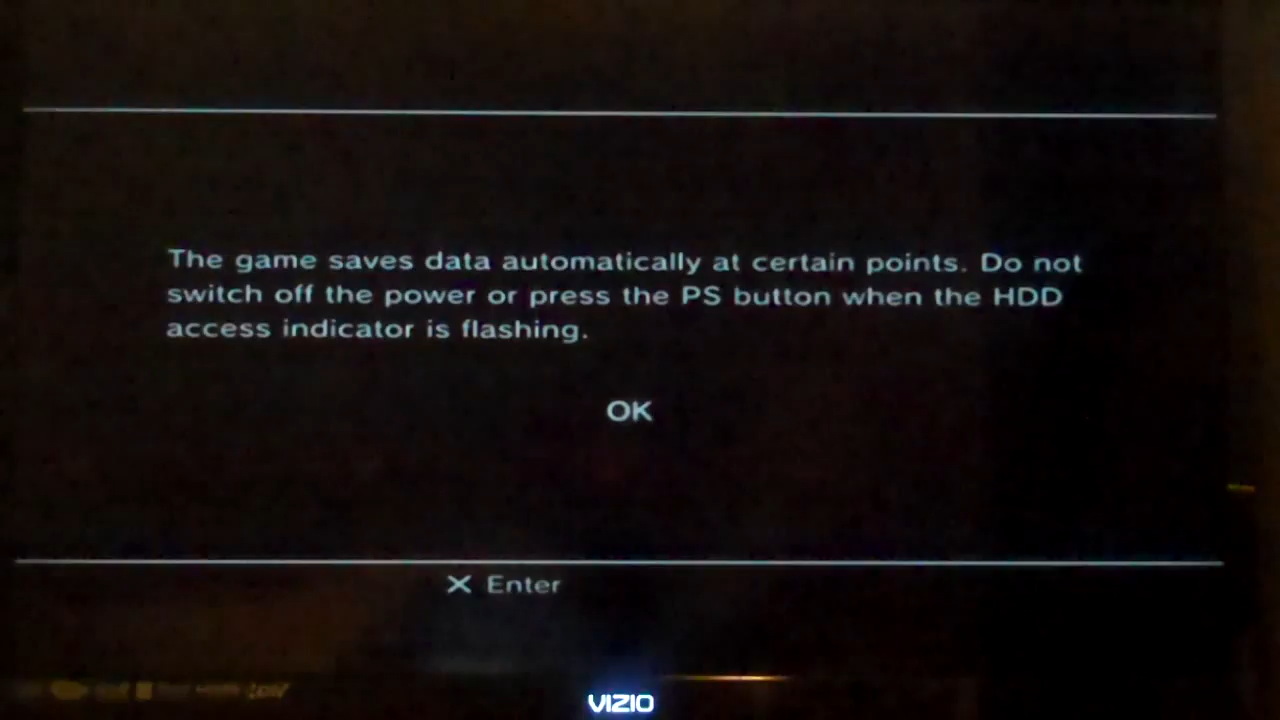 The game saves data automatically at certain points. Do not
switch off the power or press the PS button when the HDD
access indicator is flashing.
OK
X Enter
VIZIO